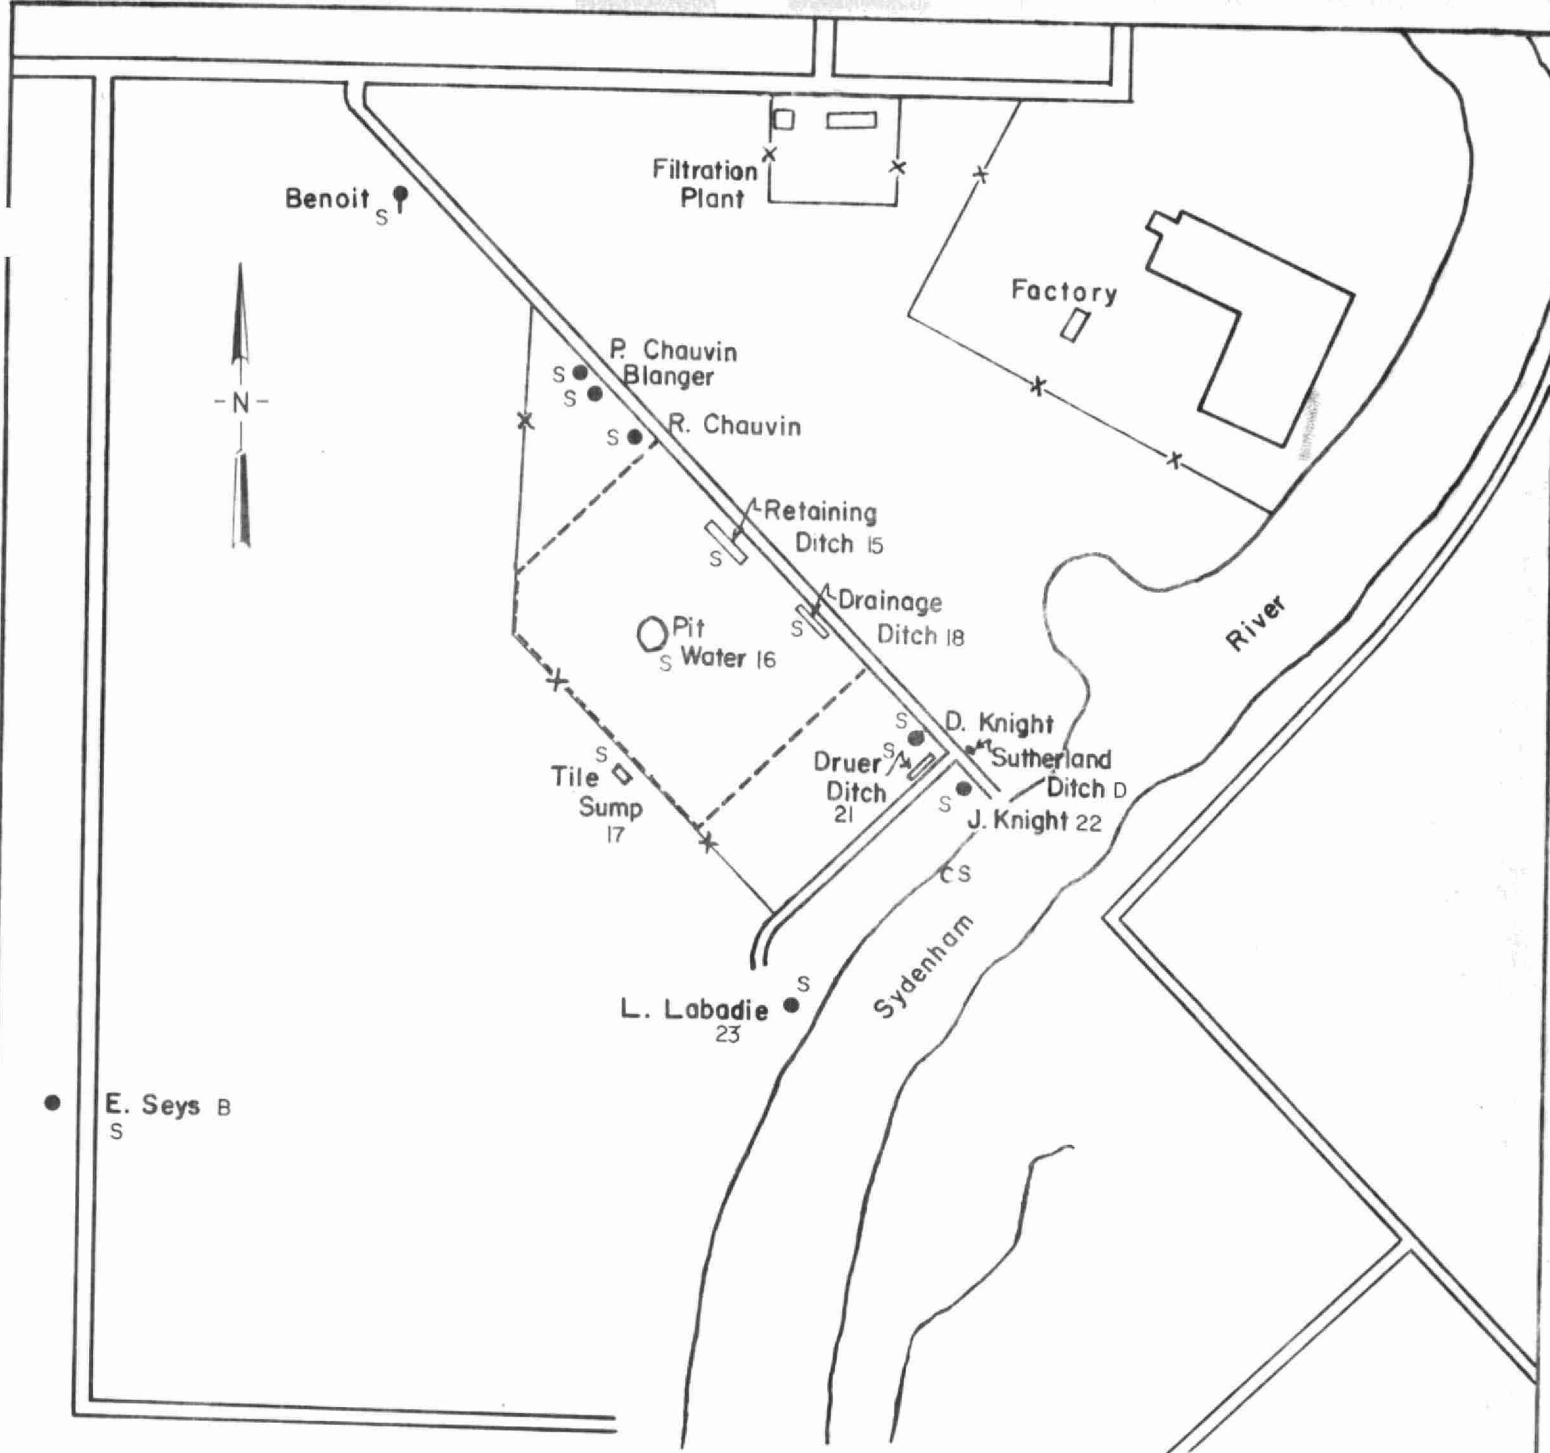 Filtration
Plant
Benoit S
Factory
-N-
P. Chauvin
S Blanger
S
R. Chauvin
S
Retaining
Ditch 15
S
Drainage
Ditch 18
S
River
Pit
S Water 16
S
D. Knight
S
Sutherland
Ditch D
Druer
Ditch
21
S
Tile
Sump
17
S
J. Knight 22
C S
Sydenham
S
L. Labadie
23
E. Seys B
S